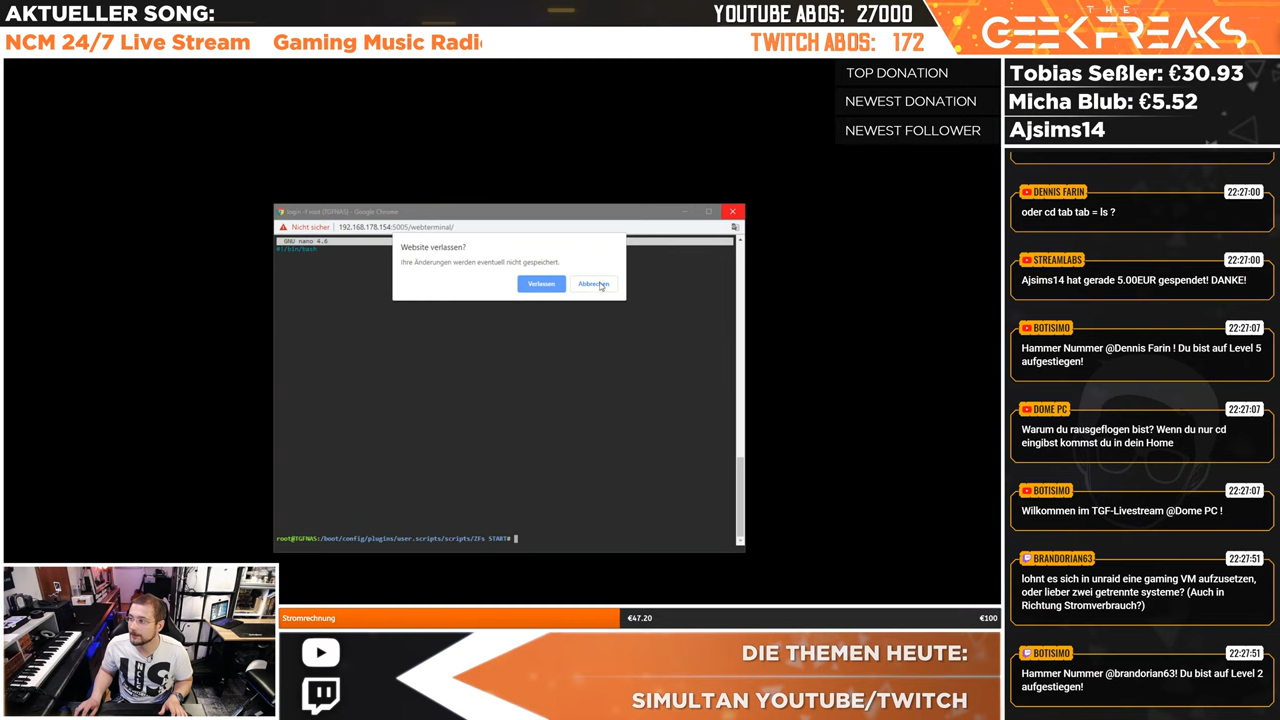 AKTUELLER SONG:
NCM 24/7 Live Stream Gaming Music Radi
YOUTUBE ABOS: 27000
TWITCH ABOS: 172
THE
GEEKFREAKS
TOP DONATION
NEWEST DONATION
NEWEST FOLLOWER
Tobias Seßler: €30.93
Micha Blub: €5.52
Ajsims14
login -f root (TGFNAS) - Google Chrome
Nicht sicher 192.168.178.154:5005/webterminal/
GNU nano 4.6
#!/bin/bash
Website verlassen?
Ihre Änderungen werden eventuell nicht gespeichert.
Verlassen Abbrechen
root@TGFNAS:/boot/config/plugins/user.scripts/scripts/ZFs START#
DENNIS FARIN 22:27:00
oder cd tab tab = ls ?
STREAMLABS 22:27:00
Ajsims14 hat gerade 5.00EUR gespendet! DANKE!
BOTISIMO 22:27:07
Hammer Nummer @Dennis Farin ! Du bist auf Level 5
aufgestiegen!
DOME PC 22:27:07
Warum du rausgeflogen bist? Wenn du nur cd
eingibst kommst du in dein Home
BOTISIMO 22:27:07
Wilkommen im TGF-Livestream @Dome PC !
BRANDORIAN63 22:27:51
lohnt es sich in unraid eine gaming VM aufzusetzen,
oder lieber zwei getrennte systeme? (Auch in
Richtung Stromverbrauch?)
BOTISIMO 22:27:51
Hammer Nummer @brandorian63! Du bist auf Level 2
aufgestiegen!
Stromrechnung €47.20 €100
DIE THEMEN HEUTE:
SIMULTAN YOUTUBE/TWITCH